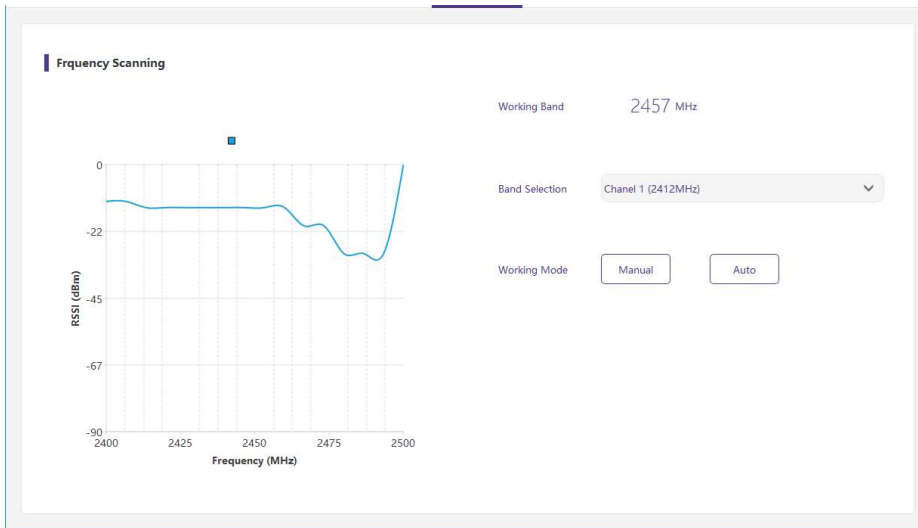 Frquency Scanning
Working Band 2457 MHz
Band Selection Chanel 1 (2412MHz)
Working Mode Manual Auto
RSSI (dBm)
0
-22
-45
-67
-90
2400 2425 2450 2475 2500
Frequency (MHz)